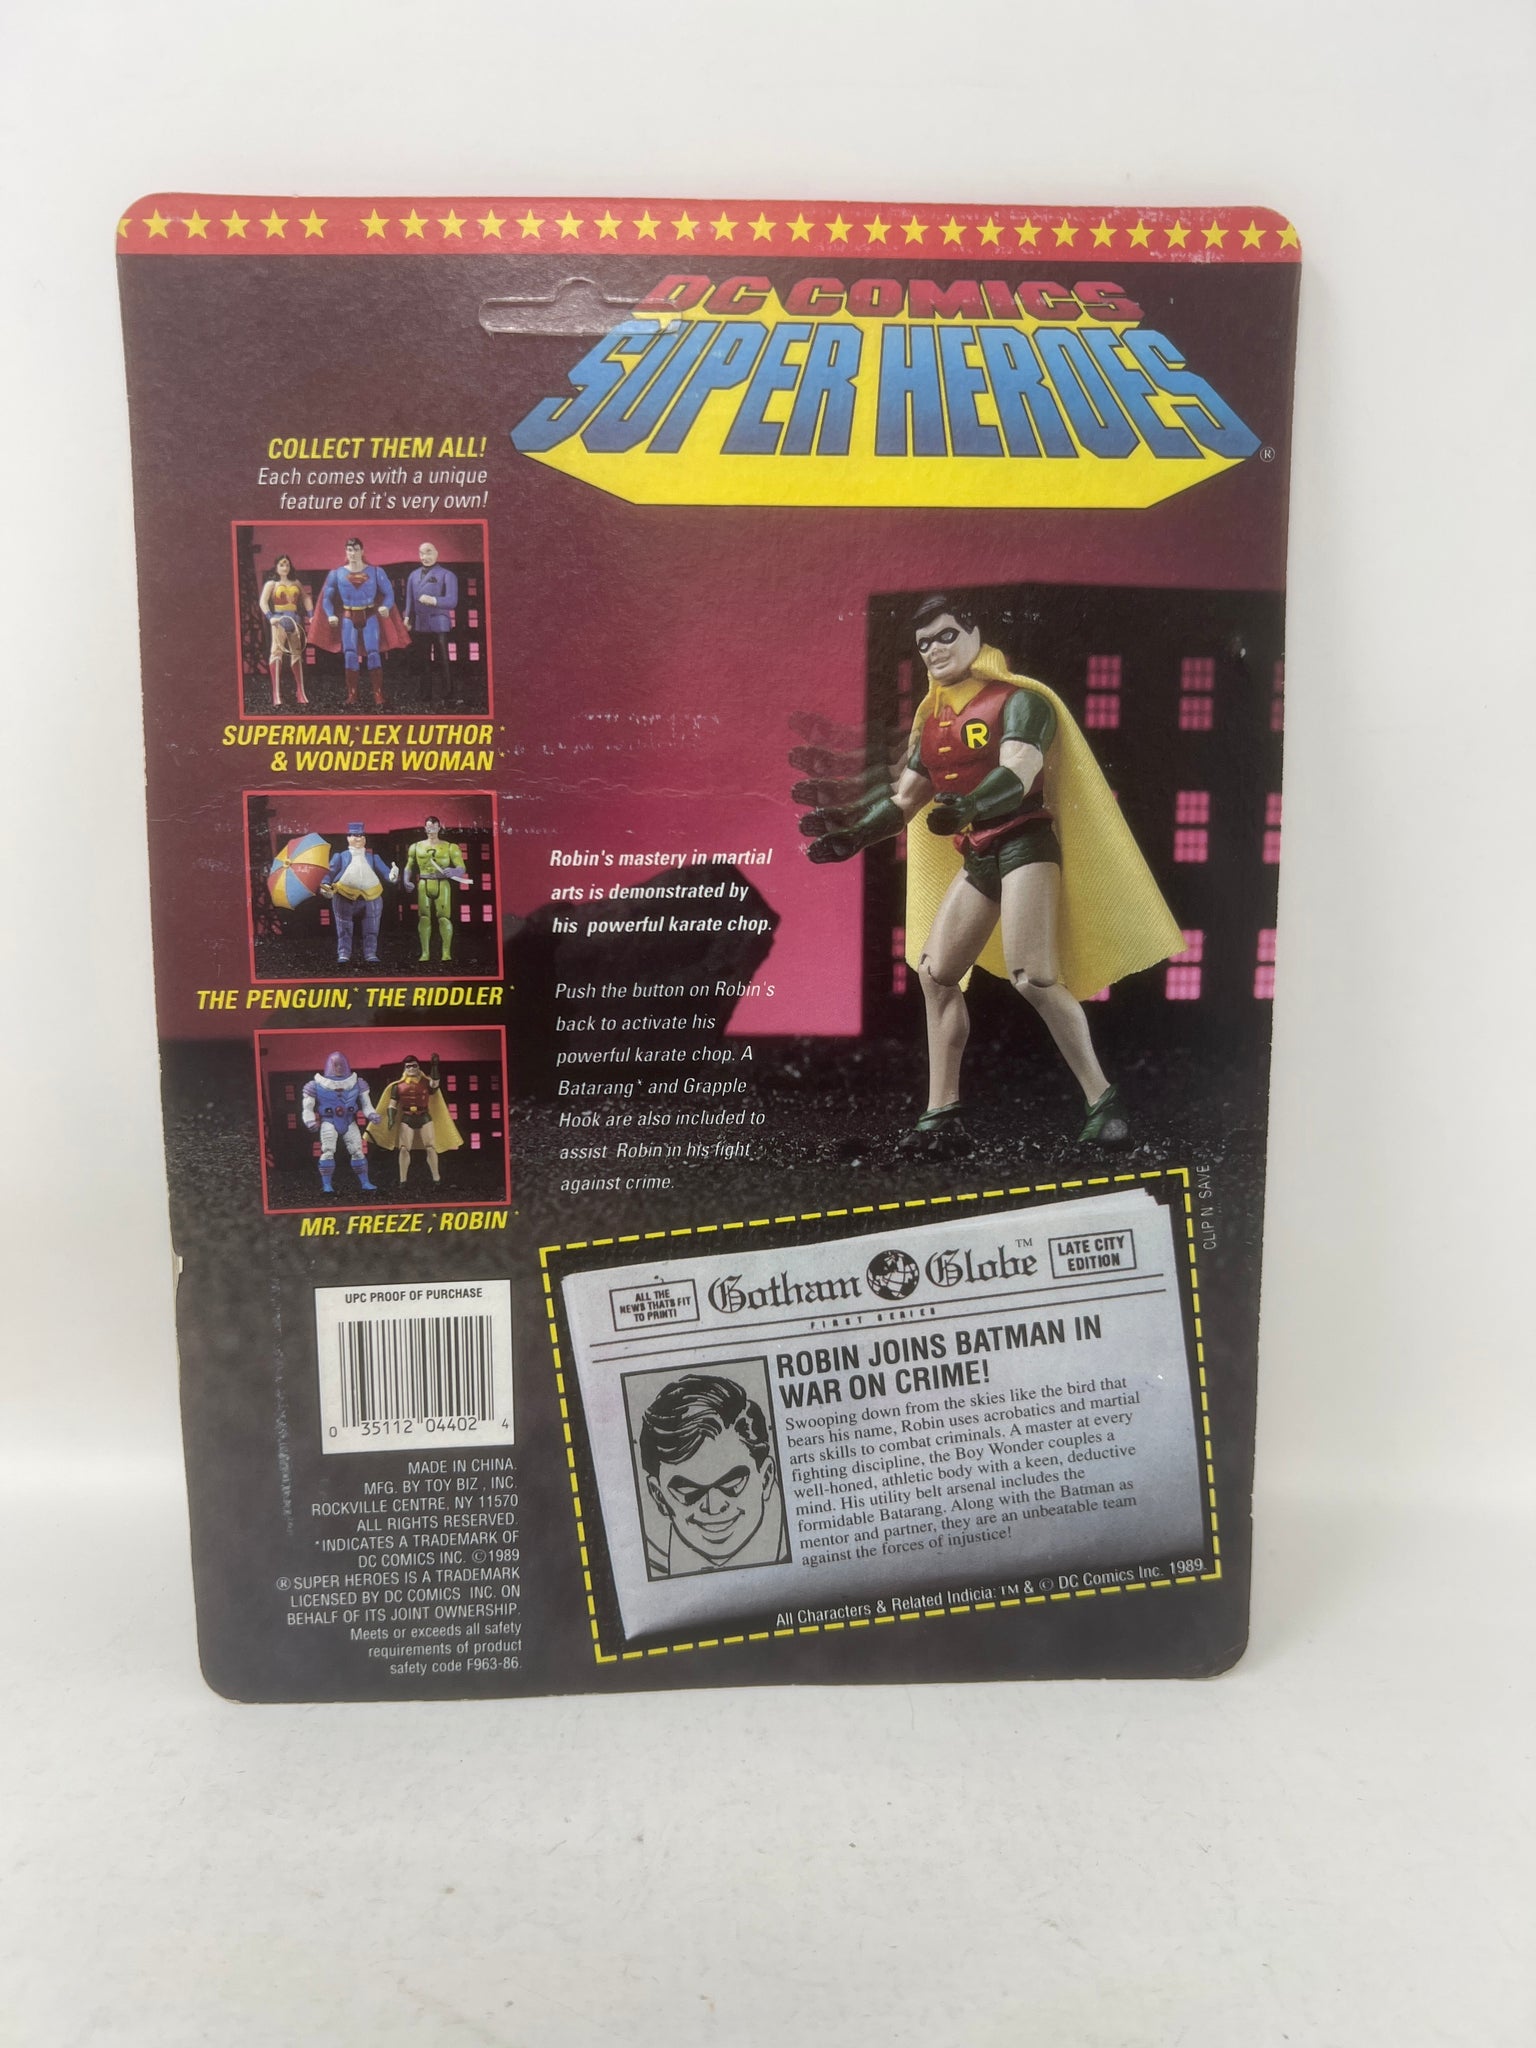 DC COMICS
SUPER HEROES
®
COLLECT THEM ALL!
Each comes with a unique
feature of it's very own!
SUPERMAN,* LEX LUTHOR*
& WONDER WOMAN*
THE PENGUIN,* THE RIDDLER*
MR. FREEZE, ROBIN*
R
Robin's mastery in martial
arts is demonstrated by
his powerful karate chop.
Push the button on Robin's
back to activate his
powerful karate chop. A
Batarang* and Grapple
Hook are also included to
assist Robin in his fight
against crime.
UPC PROOF OF PURCHASE
0 35112 04402 4
MADE IN CHINA.
MFG. BY TOY BIZ, INC.
ROCKVILLE CENTRE, NY 11570
ALL RIGHTS RESERVED.
*INDICATES A TRADEMARK OF
DC COMICS INC. ©1989
® SUPER HEROES IS A TRADEMARK
LICENSED BY DC COMICS INC. ON
BEHALF OF ITS JOINT OWNERSHIP.
Meets or exceeds all safety
requirements of product
safety code F963-86.
CLIP N' SAVE
ALL THE
NEWS THATS FIT
TO PRINT!
Gotham Globe™
LATE CITY
EDITION
FIRST SERIES
ROBIN JOINS BATMAN IN
WAR ON CRIME!
Swooping down from the skies like the bird that
bears his name, Robin uses acrobatics and martial
arts skills to combat criminals. A master at every
fighting discipline, the Boy Wonder couples a
well-honed, athletic body with a keen, deductive
mind. His utility belt arsenal includes the
formidable Batarang. Along with the Batman as
mentor and partner, they are an unbeatable team
against the forces of injustice!
All Characters & Related Indicia: ™ & © DC Comics Inc. 1989.